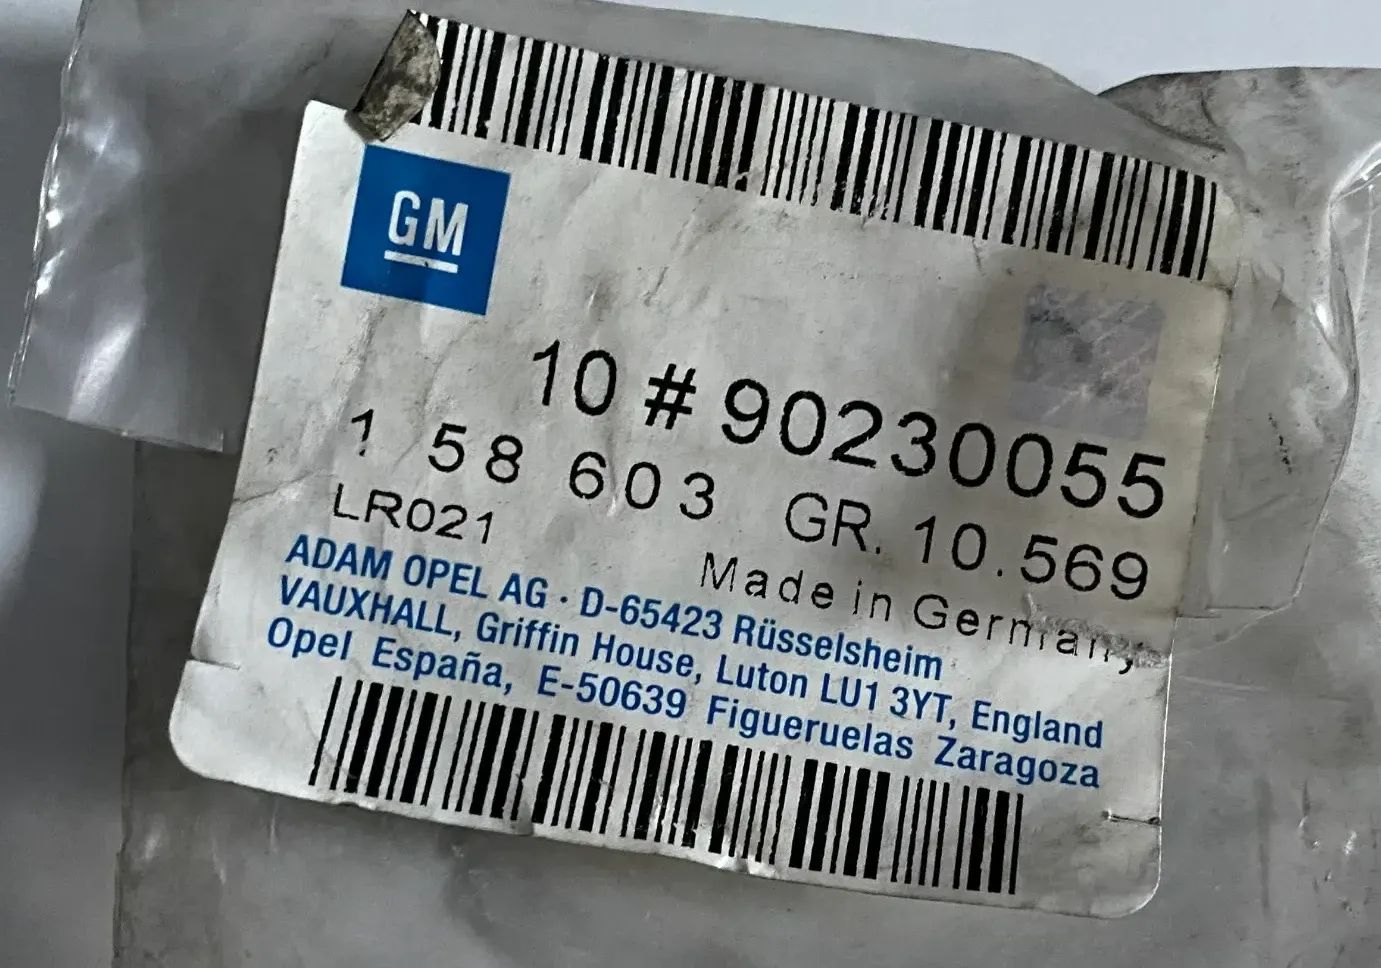 GM
10 # 90230055
1 58 603 GR. 10.569
LR021
Made in Germany
ADAM OPEL AG · D-65423 Rüsselsheim
VAUXHALL, Griffin House, Luton LU1 3YT, England
Opel España, E-50639 Figueruelas Zaragoza